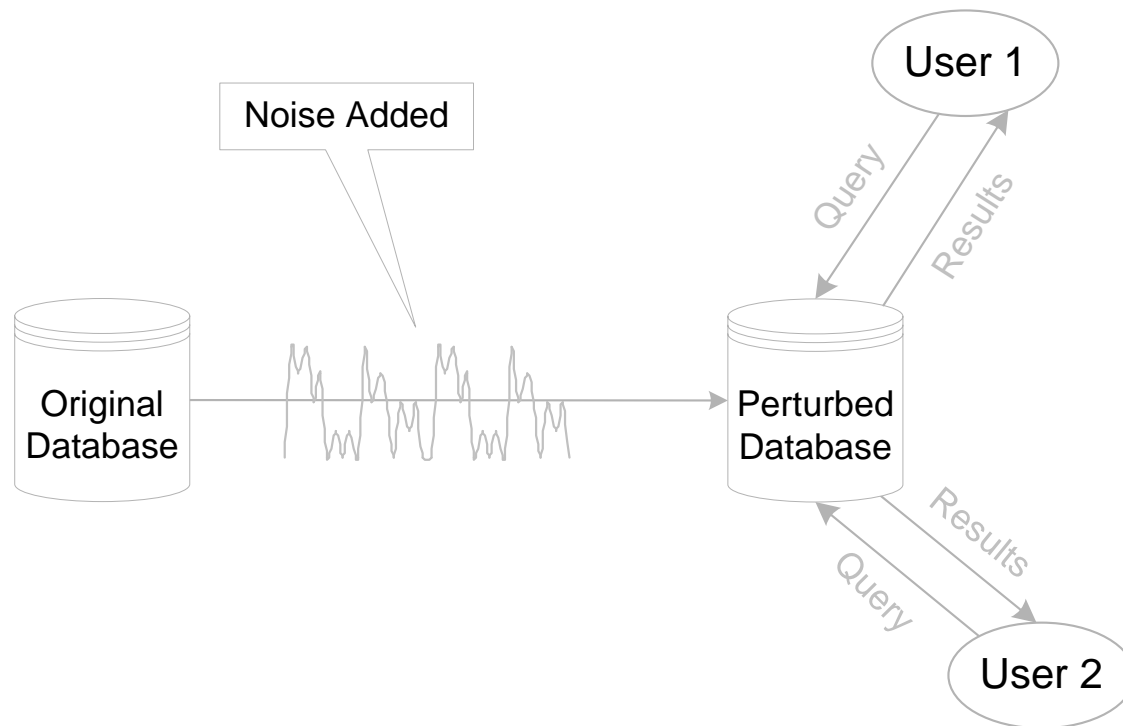 User 1
Noise Added
Query
Results
Original
Database
Perturbed
Database
Results
Query
User 2